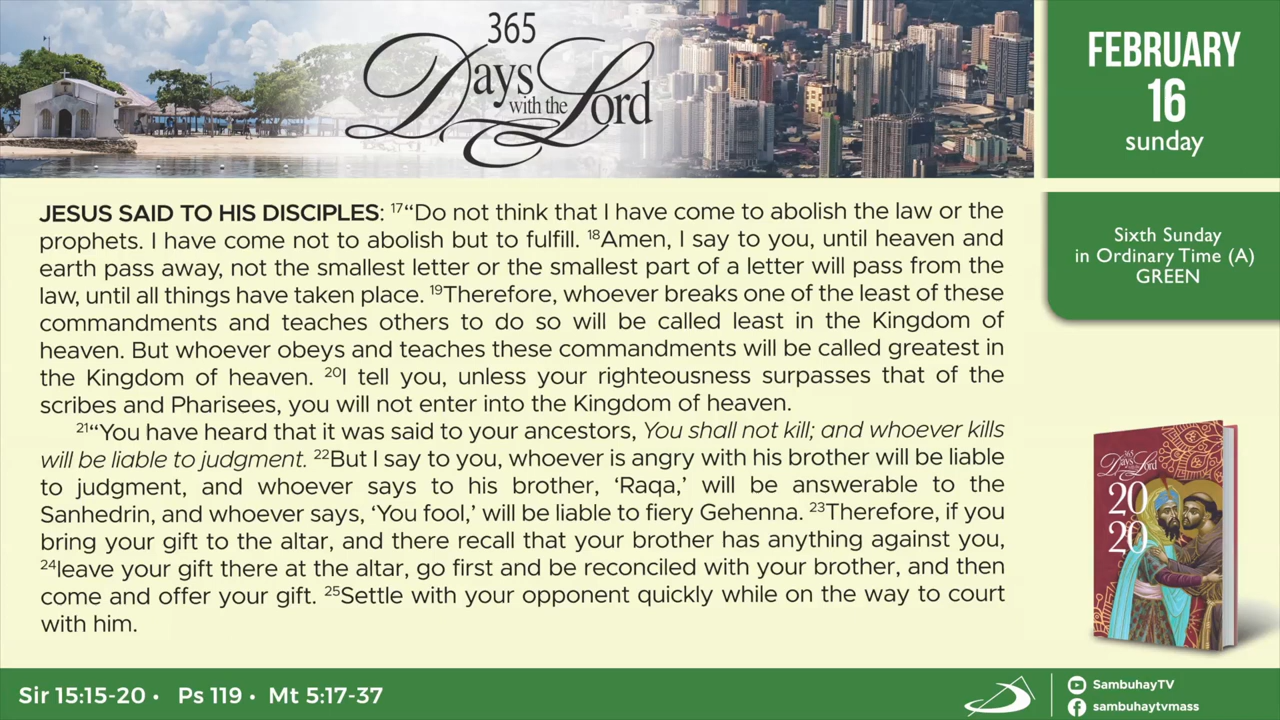 365
Days with the Lord
FEBRUARY
16
sunday
Sixth Sunday
in Ordinary Time (A)
GREEN
JESUS SAID TO HIS DISCIPLES: 17“Do not think that I have come to abolish the law or the
prophets. I have come not to abolish but to fulfill. 18Amen, I say to you, until heaven and
earth pass away, not the smallest letter or the smallest part of a letter will pass from the
law, until all things have taken place. 19Therefore, whoever breaks one of the least of these
commandments and teaches others to do so will be called least in the Kingdom of
heaven. But whoever obeys and teaches these commandments will be called greatest in
the Kingdom of heaven. 20I tell you, unless your righteousness surpasses that of the
scribes and Pharisees, you will not enter into the Kingdom of heaven.
21“You have heard that it was said to your ancestors, You shall not kill; and whoever kills
will be liable to judgment. 22But I say to you, whoever is angry with his brother will be liable
to judgment, and whoever says to his brother, ‘Raqa,’ will be answerable to the
Sanhedrin, and whoever says, ‘You fool,’ will be liable to fiery Gehenna. 23Therefore, if you
bring your gift to the altar, and there recall that your brother has anything against you,
24leave your gift there at the altar, go first and be reconciled with your brother, and then
come and offer your gift. 25Settle with your opponent quickly while on the way to court
with him.
365
Days with the Lord
20
20
Sir 15:15-20 • Ps 119 • Mt 5:17-37
SambuhayTV
sambuhaytvmass